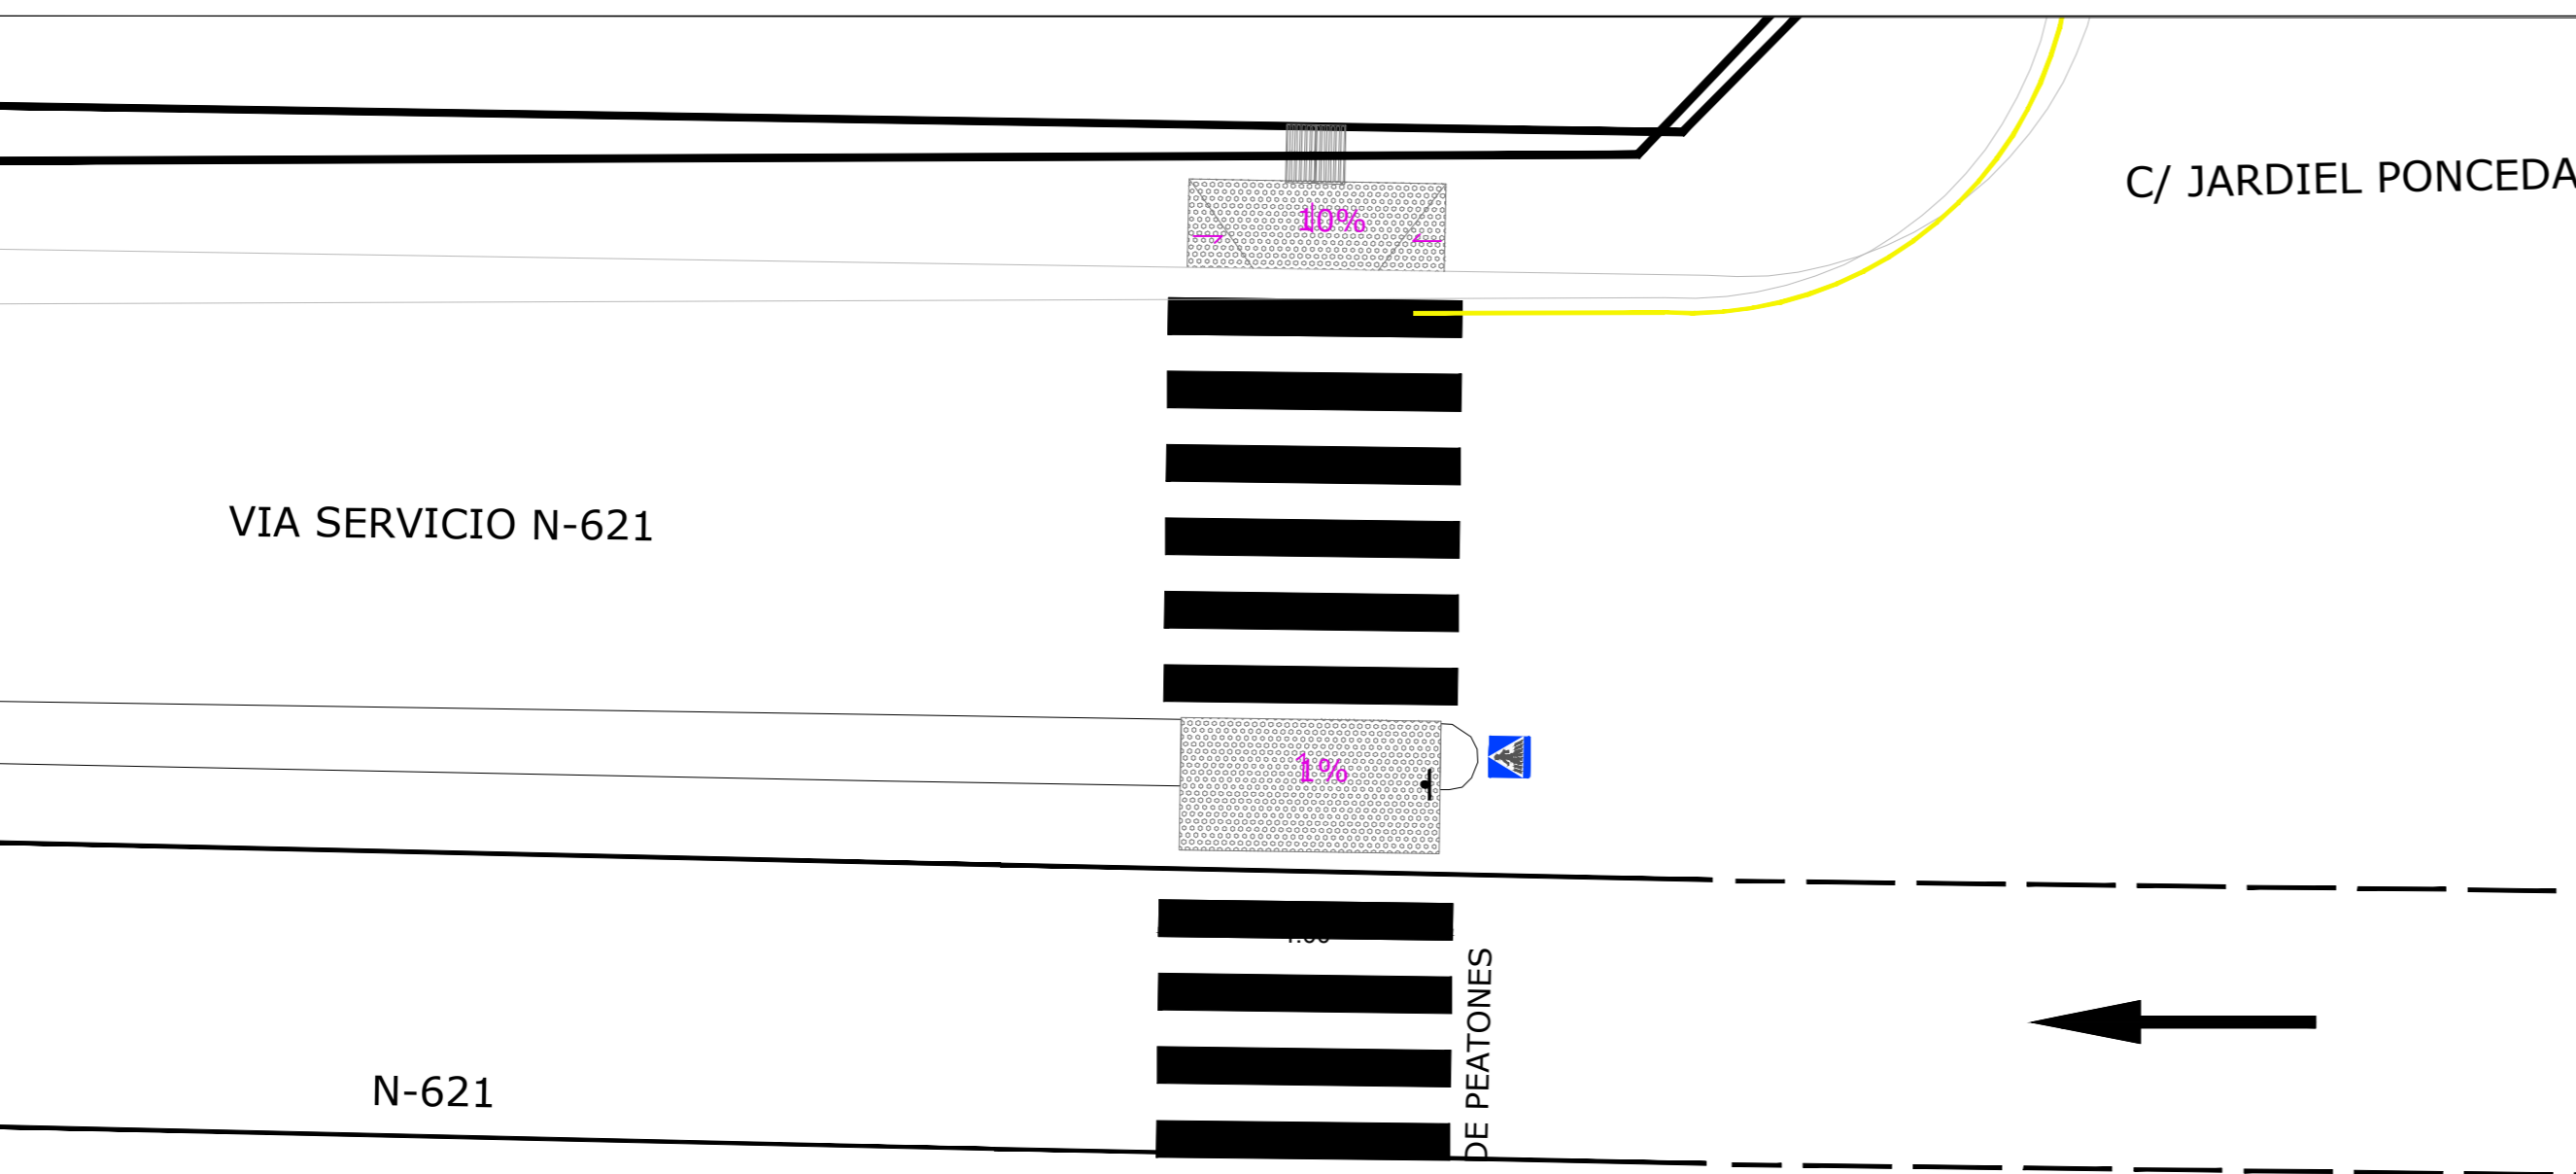 C/ JARDIEL PONCEDA
10%
VIA SERVICIO N-621
1%
DE PEATONES
N-621